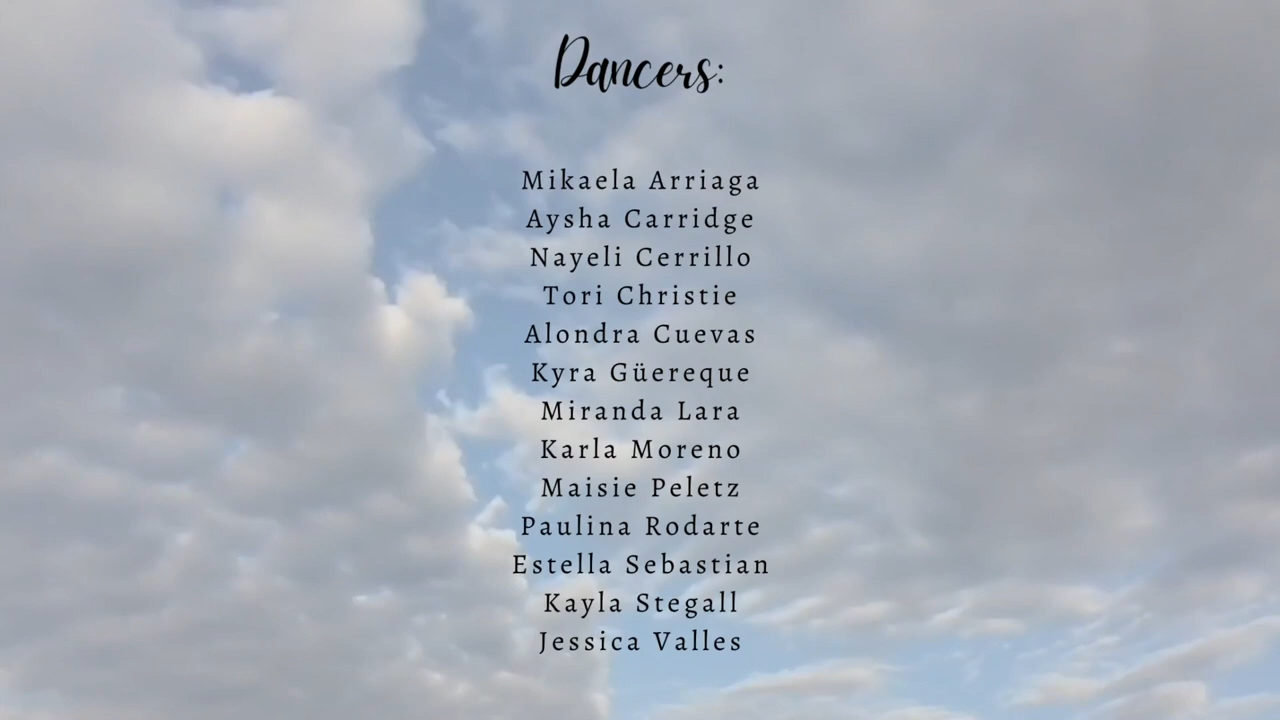 Dancers:
Mikaela Arriaga
Aysha Carridge
Nayeli Cerrillo
Tori Christie
Alondra Cuevas
Kyra Güereque
Miranda Lara
Karla Moreno
Maisie Peletz
Paulina Rodarte
Estella Sebastian
Kayla Stegall
Jessica Valles